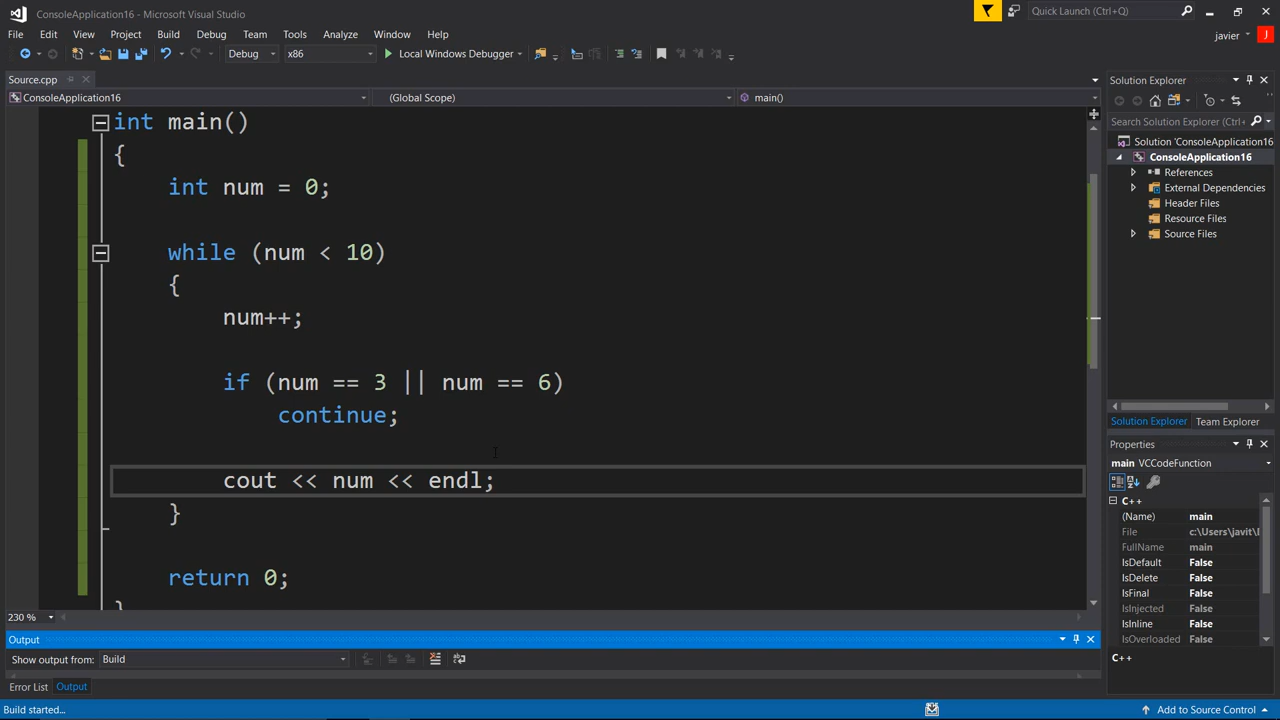 ConsoleApplication16 - Microsoft Visual Studio
Quick Launch (Ctrl+Q)
File Edit View Project Build Debug Team Tools Analyze Window Help
javier J
Debug x86 Local Windows Debugger
Source.cpp
ConsoleApplication16 (Global Scope) main()
int main()
{
int num = 0;
while (num < 10)
{
num++;
if (num == 3 || num == 6)
continue;
cout << num << endl;
}
return 0;
}
230 %
Output
Show output from: Build
Error List Output
Build started...
Add to Source Control
Solution Explorer
Search Solution Explorer (Ctrl+
Solution 'ConsoleApplication16
ConsoleApplication16
References
External Dependencies
Header Files
Resource Files
Source Files
Solution Explorer Team Explorer
Properties
main VCCodeFunction
C++
(Name) main
File c:\Users\javit\
FullName main
IsDefault False
IsDelete False
IsFinal False
IsInjected False
IsInline False
IsOverloaded False
C++